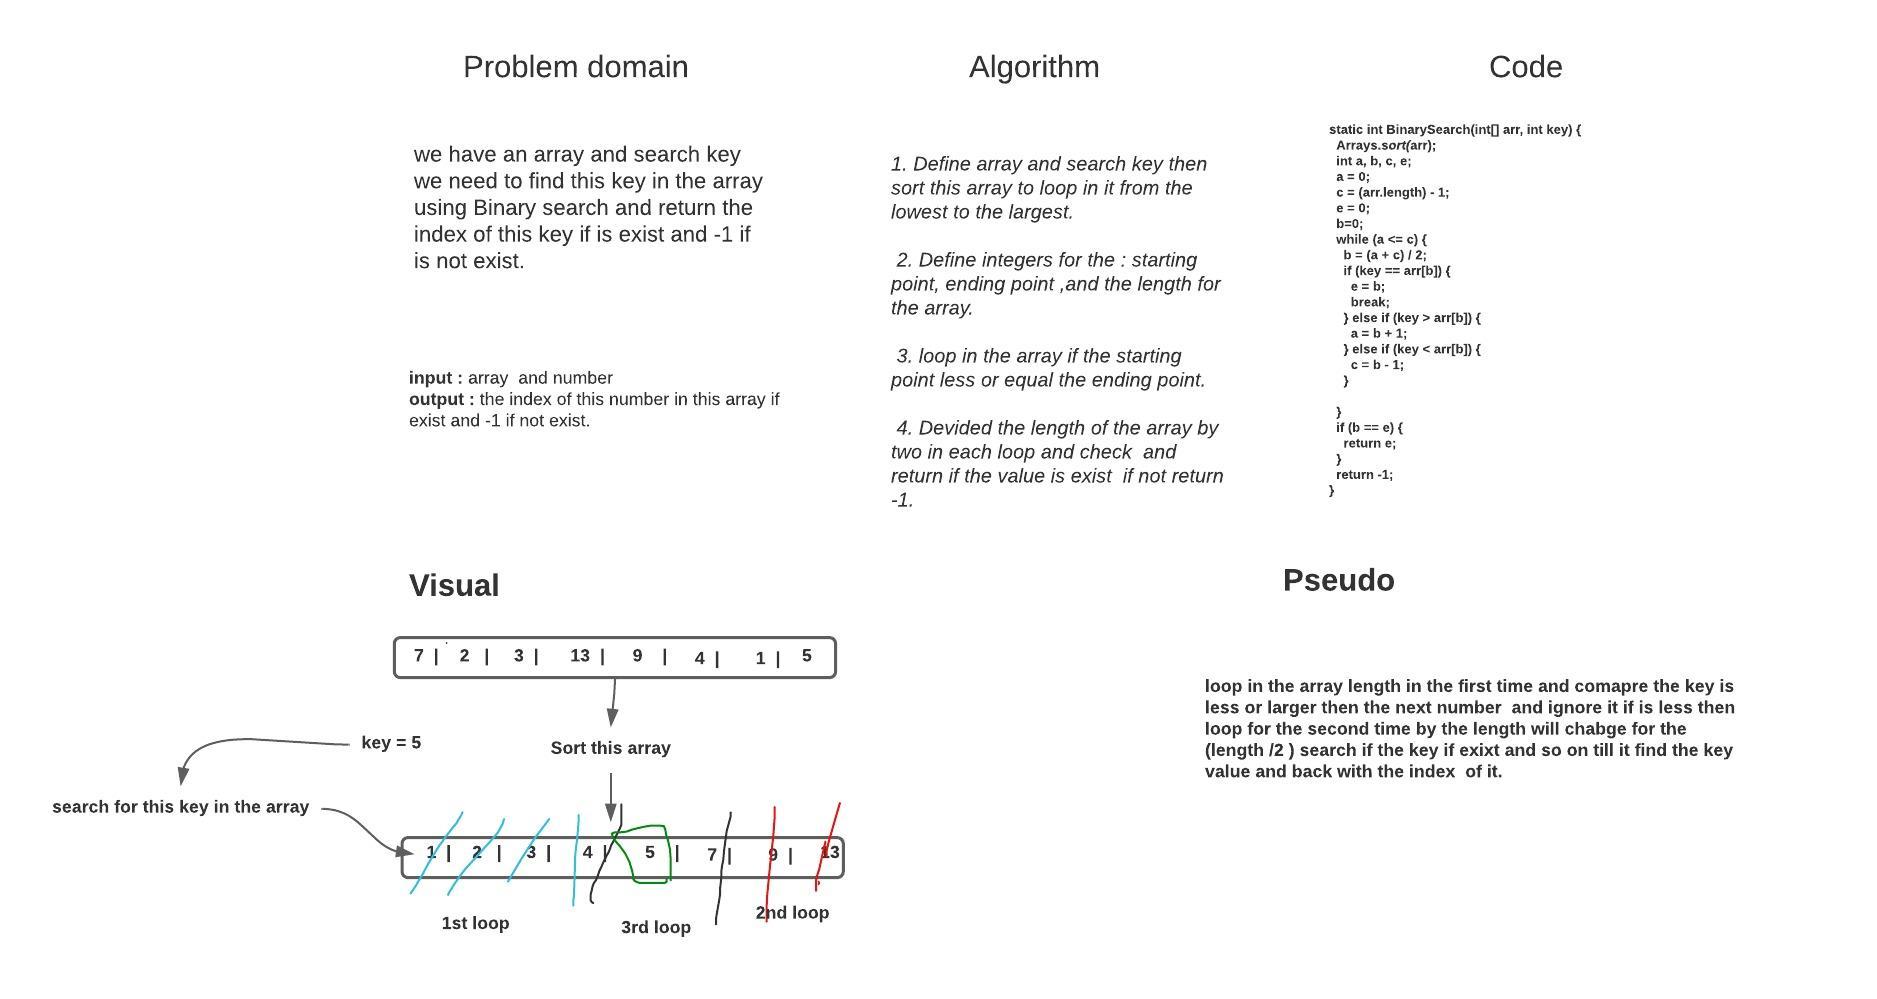 Problem domain
we have an array and search key
we need to find this key in the array
using Binary search and return the
index of this key if is exist and -1 if
is not exist.
input : array  and number
output : the index of this number in this array if
exist and -1 if not exist.
Algorithm
1. Define array and search key then
sort this array to loop in it from the
lowest to the largest.
2. Define integers for the : starting
point, ending point ,and the length for
the array.
3. loop in the array if the starting
point less or equal the ending point.
4. Devided the length of the array by
two in each loop and check  and
return if the value is exist  if not return
-1.
Code
static int BinarySearch(int[] arr, int key) {
Arrays.sort(arr);
int a, b, c, e;
a = 0;
c = (arr.length) - 1;
e = 0;
b=0;
while (a <= c) {
b = (a + c) / 2;
if (key == arr[b]) {
e = b;
break;
} else if (key > arr[b]) {
a = b + 1;
} else if (key < arr[b]) {
c = b - 1;
}
}
if (b == e) {
return e;
}
return -1;
}
Visual
7 | 2 | 3 | 13 | 9 | 4 | 1 | 5
key = 5
Sort this array
search for this key in the array
1 | 2 | 3 | 4 | 5 | 7 | 9 | 13
1st loop
3rd loop
2nd loop
Pseudo
loop in the array length in the first time and comapre the key is
less or larger then the next number  and ignore it if is less then
loop for the second time by the length will chabge for the
(length /2 ) search if the key if exixt and so on till it find the key
value and back with the index  of it.